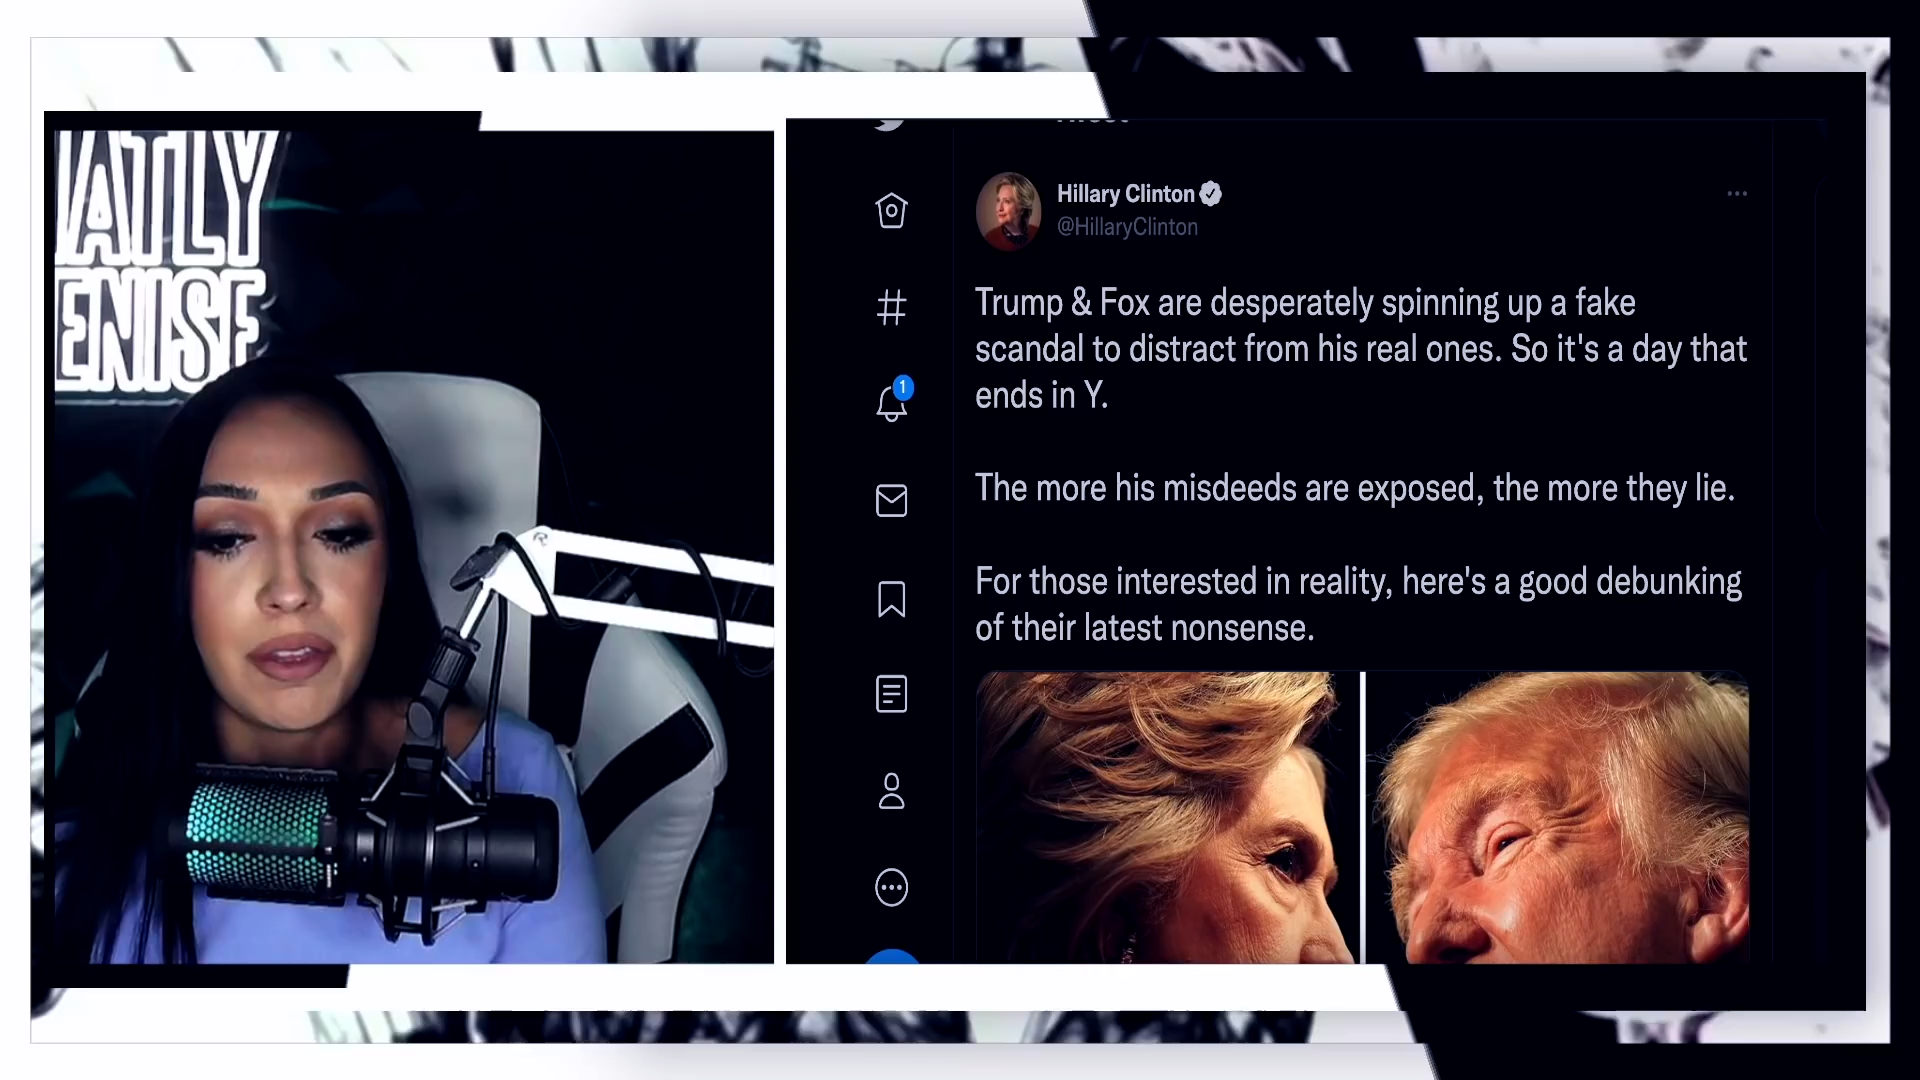 ATLY
ENISE
Hillary Clinton
@HillaryClinton
1
Trump & Fox are desperately spinning up a fake
scandal to distract from his real ones. So it's a day that
ends in Y.
The more his misdeeds are exposed, the more they lie.
For those interested in reality, here's a good debunking
of their latest nonsense.